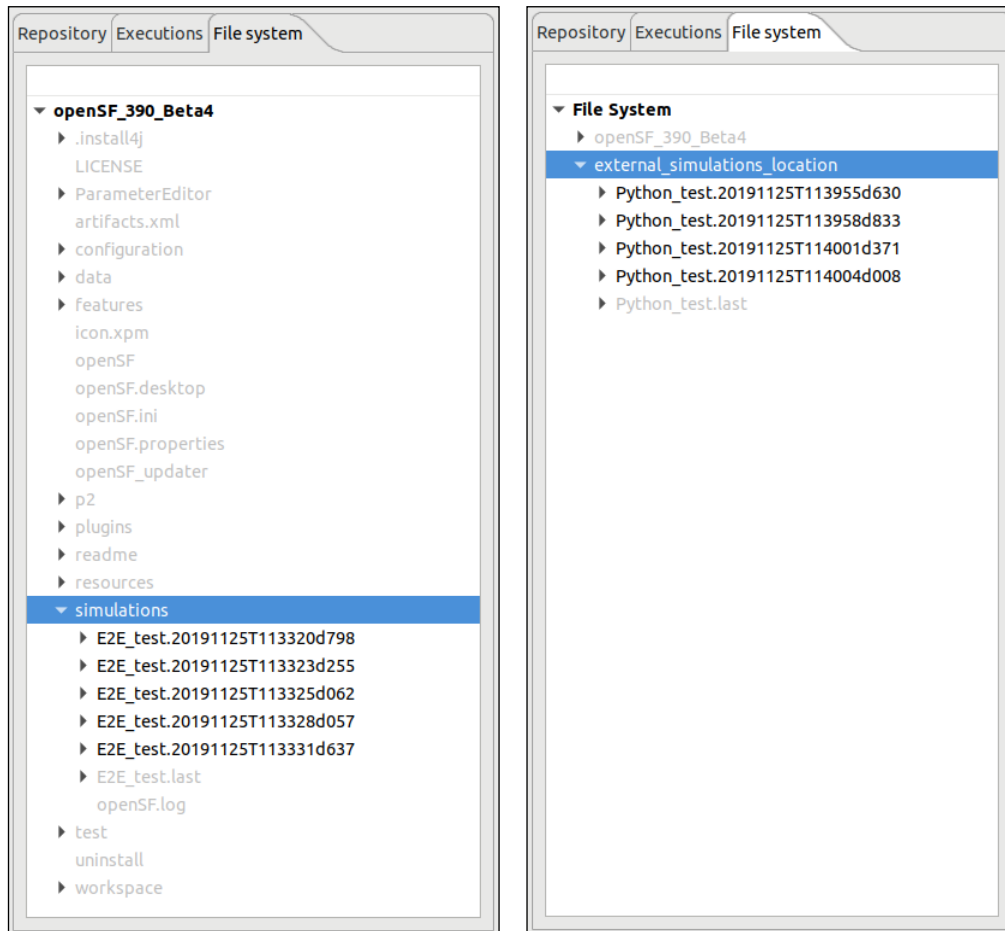 Repository Executions File system
openSF_390_Beta4
.install4j
LICENSE
ParameterEditor
artifacts.xml
configuration
data
features
icon.xpm
openSF
openSF.desktop
openSF.ini
openSF.properties
openSF_updater
p2
plugins
readme
resources
simulations
E2E_test.20191125T113320d798
E2E_test.20191125T113323d255
E2E_test.20191125T113325d062
E2E_test.20191125T113328d057
E2E_test.20191125T113331d637
E2E_test.last
openSF.log
test
uninstall
workspace
Repository Executions File system
File System
openSF_390_Beta4
external_simulations_location
Python_test.20191125T113955d630
Python_test.20191125T113958d833
Python_test.20191125T114001d371
Python_test.20191125T114004d008
Python_test.last